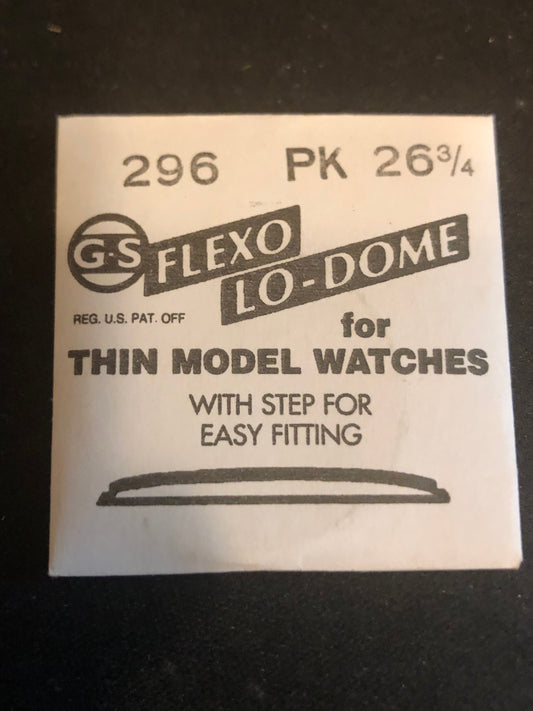 296 PK 26¾
G-S FLEXO
LO-DOME
REG. U.S. PAT. OFF
for
THIN MODEL WATCHES
WITH STEP FOR
EASY FITTING